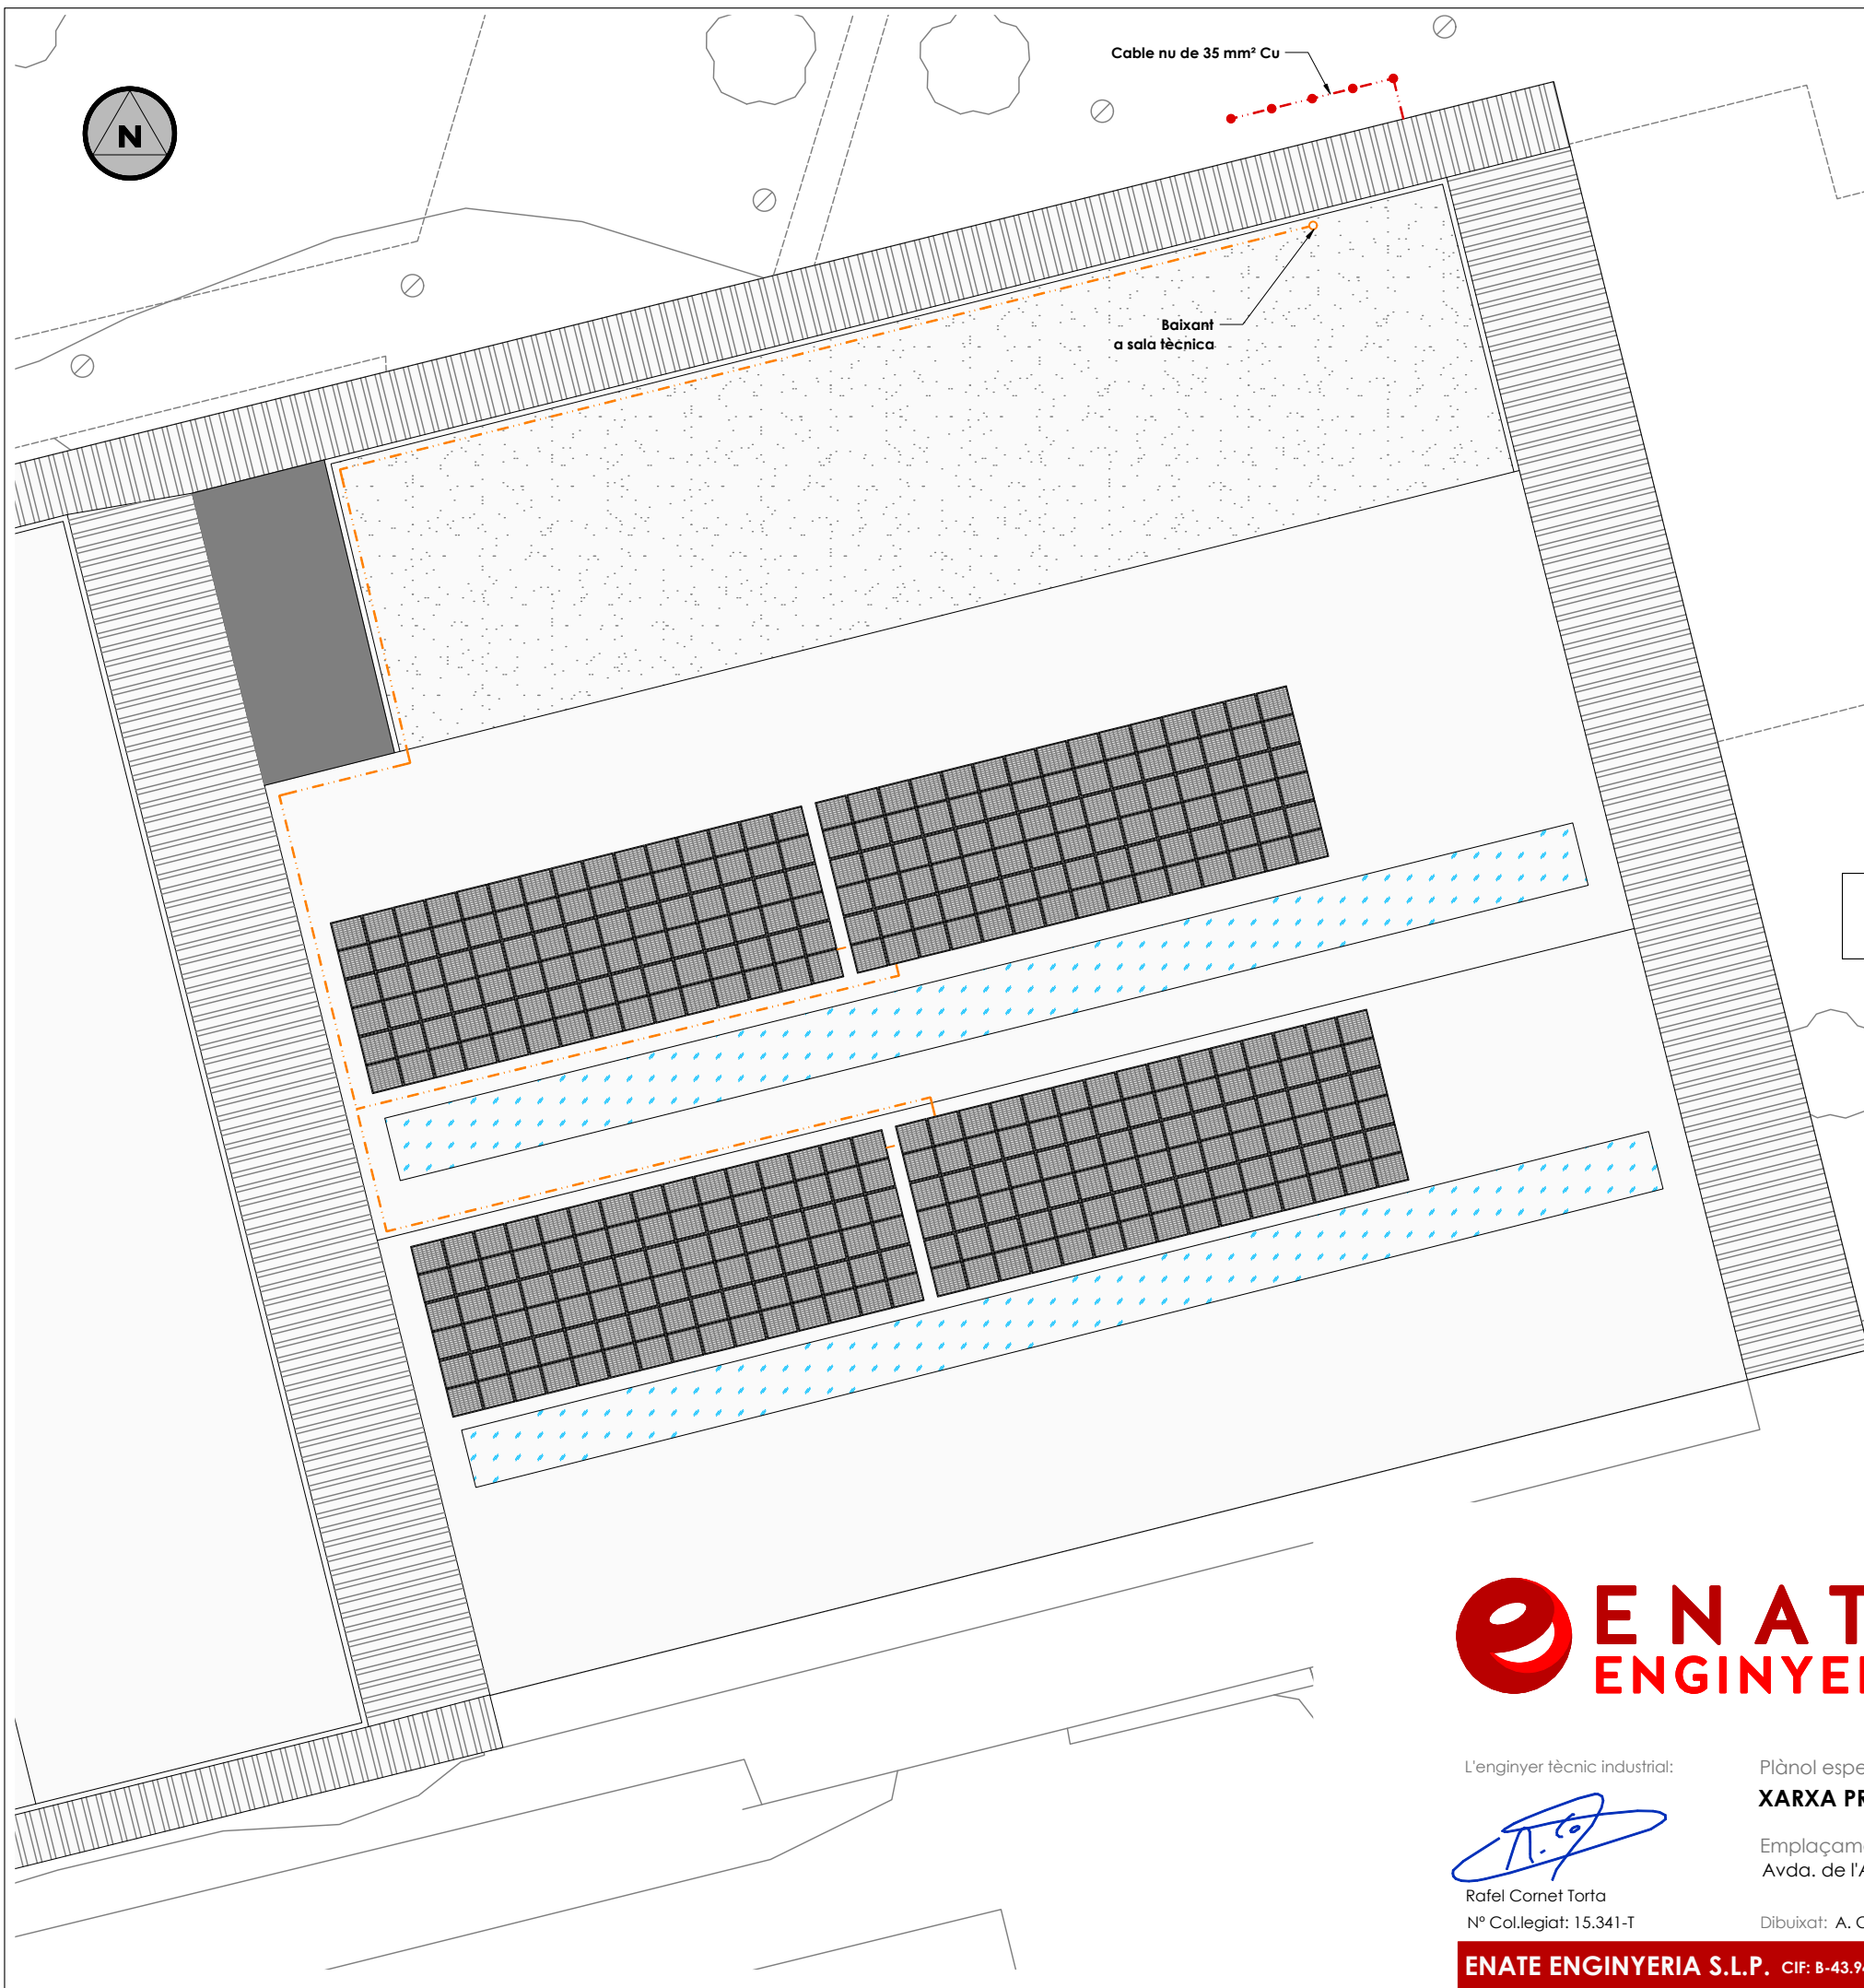 Cable nu de 35 mm² Cu
N
Baixant
a sala tècnica
ENAT
ENGINYE
L'enginyer tècnic industrial:
Plànol espe
XARXA PR
Emplaçam
Avda. de l'A
Rafel Cornet Torta
Nº Col.legiat: 15.341-T
Dibuixat: A. C
ENATE ENGINYERIA S.L.P. CIF: B-43.9